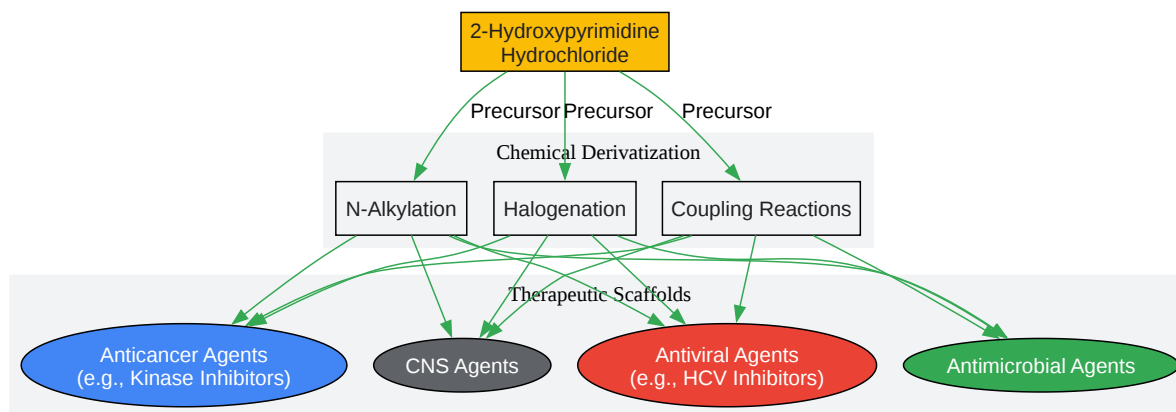 2-Hydroxypyrimidine
Hydrochloride
Precursor Precursor Precursor
Chemical Derivatization
N-Alkylation Halogenation Coupling Reactions
Therapeutic Scaffolds
Anticancer Agents
(e.g., Kinase Inhibitors)
CNS Agents
Antiviral Agents
(e.g., HCV Inhibitors)
Antimicrobial Agents